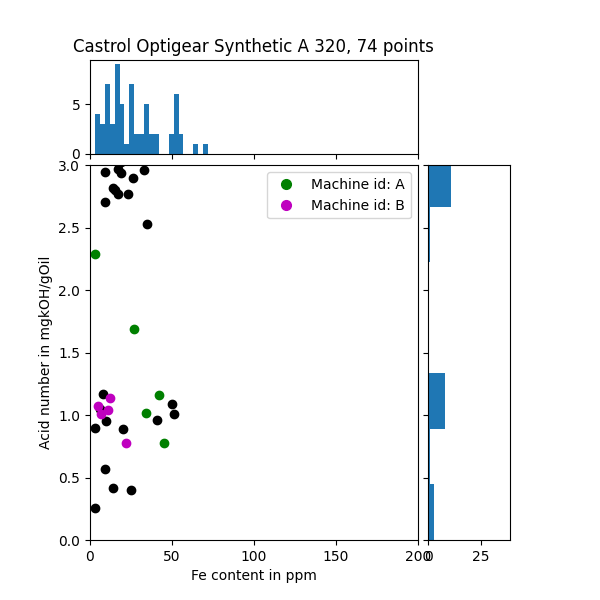 Castrol Optigear Synthetic A 320, 74 points
5
0
3.0
2.5
2.0
1.5
1.0
0.5
0.0
Acid number in mgkOH/gOil
Machine id: A
Machine id: B
0 50 100 150 200
0 25
Fe content in ppm